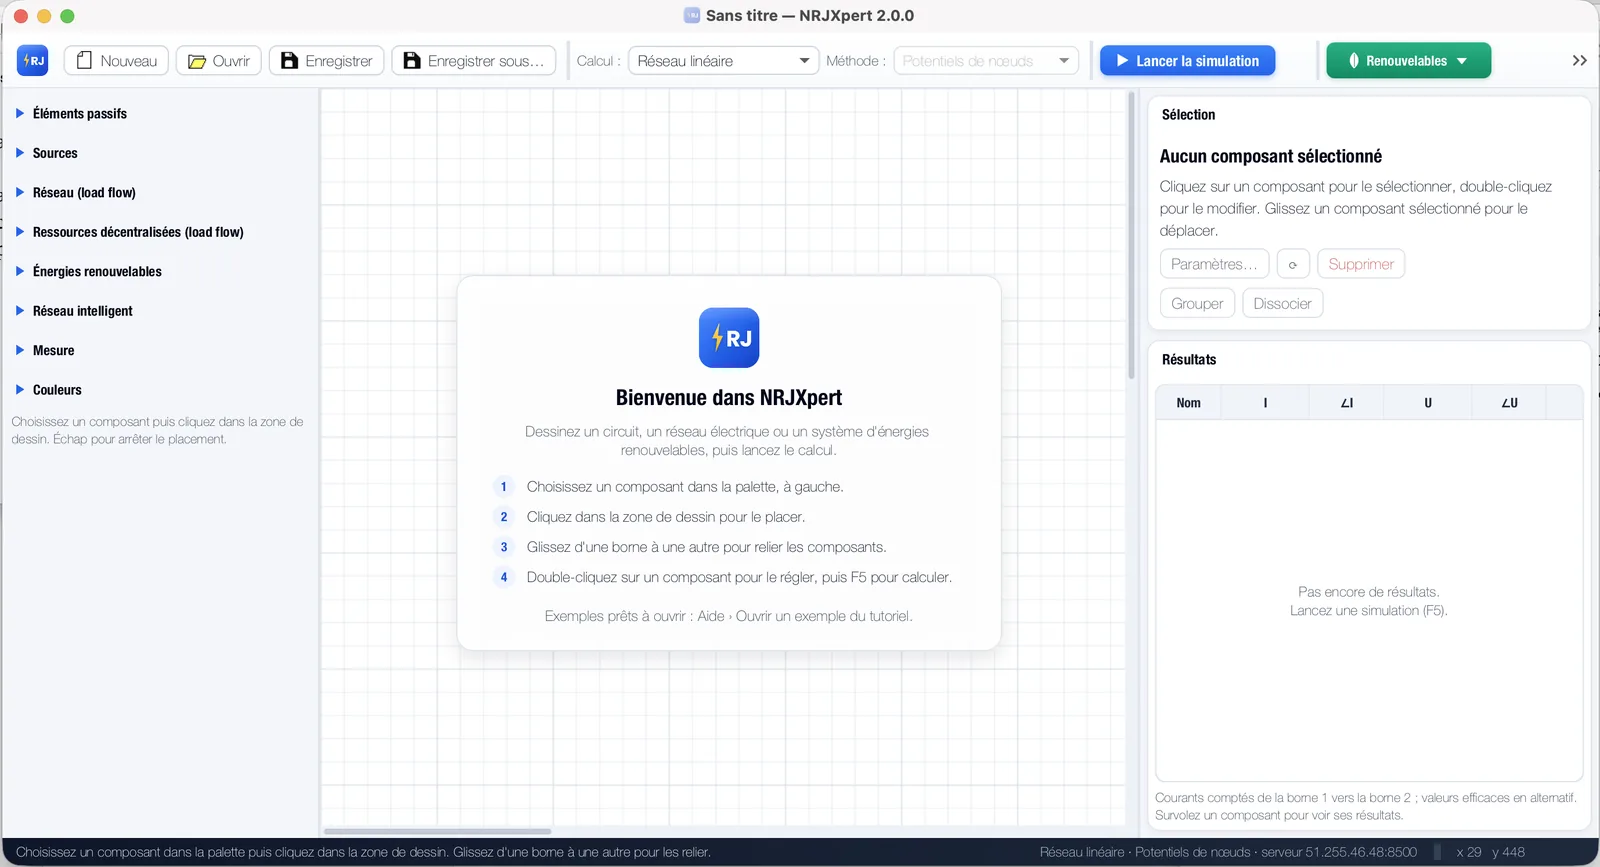 Sans titre — NRJXpert 2.0.0
RJ Nouveau Ouvrir Enregistrer Enregistrer sous... Calcul : Réseau linéaire Méthode : Potentiels de nœuds Lancer la simulation Renouvelables
Éléments passifs
Sources
Réseau (load flow)
Ressources décentralisées (load flow)
Énergies renouvelables
Réseau intelligent
Mesure
Couleurs
Choisissez un composant puis cliquez dans la zone de
dessin. Échap pour arrêter le placement.
RJ
Bienvenue dans NRJXpert
Dessinez un circuit, un réseau électrique ou un système d'énergies
renouvelables, puis lancez le calcul.
1 Choisissez un composant dans la palette, à gauche.
2 Cliquez dans la zone de dessin pour le placer.
3 Glissez d'une borne à une autre pour relier les composants.
4 Double-cliquez sur un composant pour le régler, puis F5 pour calculer.
Exemples prêts à ouvrir : Aide › Ouvrir un exemple du tutoriel.
Sélection
Aucun composant sélectionné
Cliquez sur un composant pour le sélectionner, double-cliquez
pour le modifier. Glissez un composant sélectionné pour le
déplacer.
Paramètres... ⟳ Supprimer
Grouper Dissocier
Résultats
Nom I ∠I U ∠U
Pas encore de résultats.
Lancez une simulation (F5).
Courants comptés de la borne 1 vers la borne 2 ; valeurs efficaces en alternatif.
Survolez un composant pour voir ses résultats.
Choisissez un composant dans la palette puis cliquez dans la zone de dessin. Glissez d'une borne à une autre pour les relier.
Réseau linéaire · Potentiels de nœuds · serveur 51.255.46.48:8500 x 29 y 448